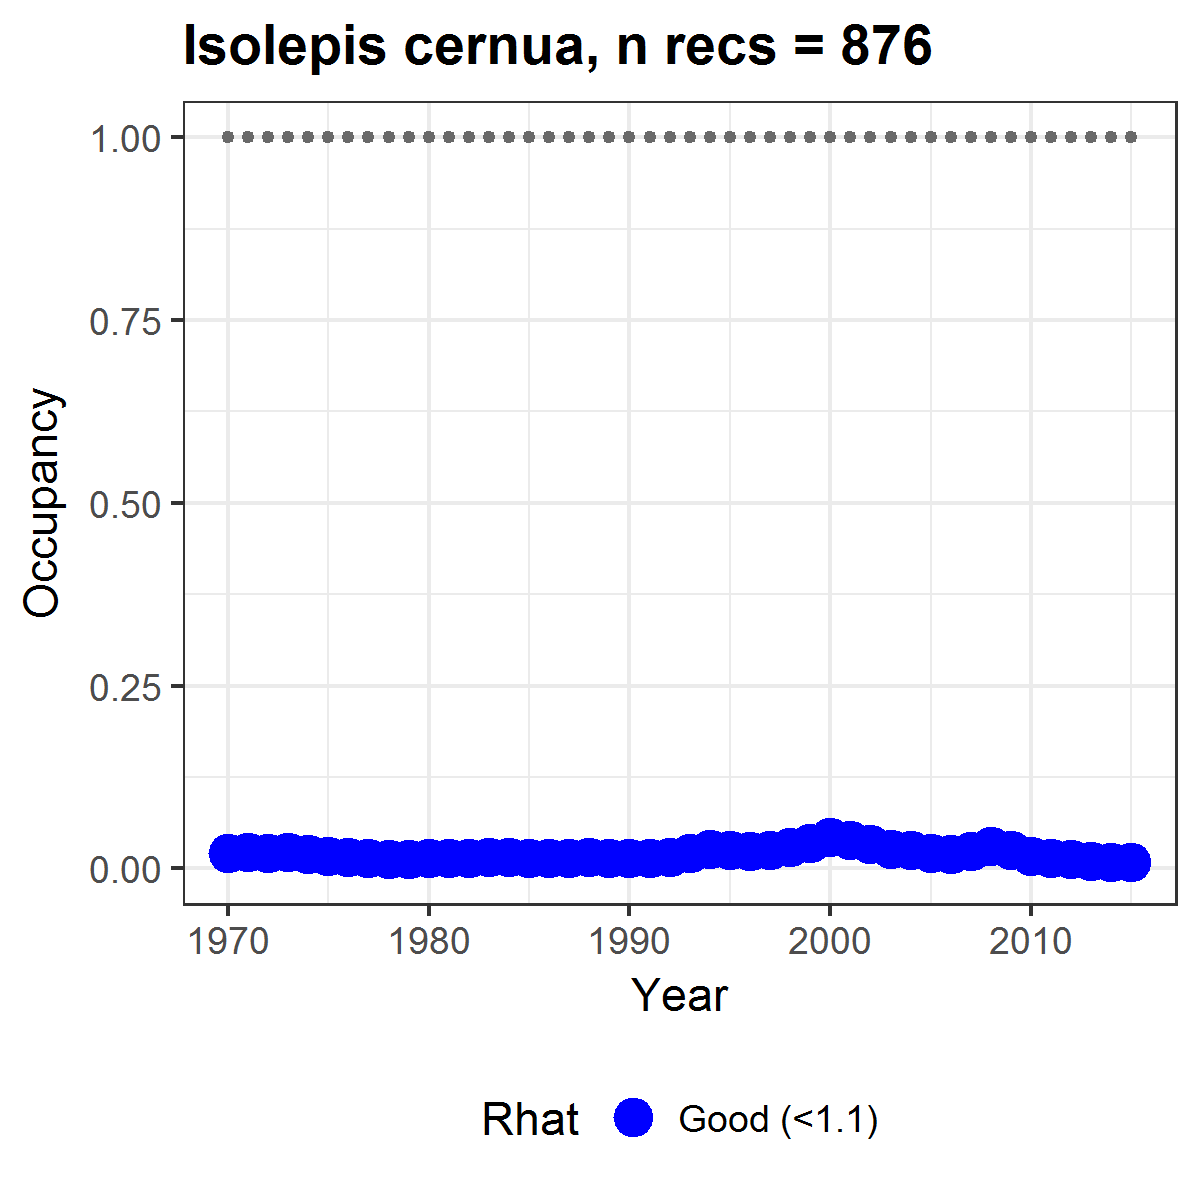 Isolepis cernua, n recs = 876
1.00
0.75
0.50
0.25
0.00
Occupancy
1970 1980 1990 2000 2010
Year
Rhat Good (<1.1)